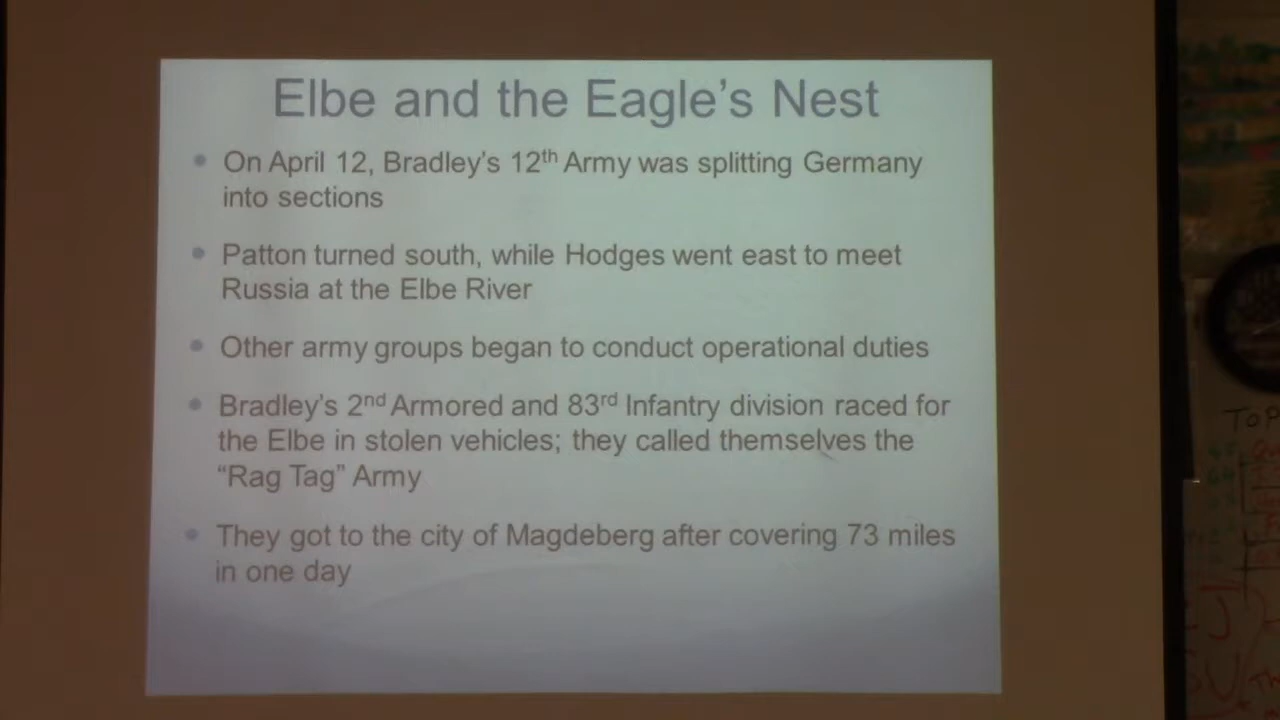 Elbe and the Eagle's Nest
• On April 12, Bradley's 12th Army was splitting Germany
into sections
• Patton turned south, while Hodges went east to meet
Russia at the Elbe River
• Other army groups began to conduct operational duties
• Bradley's 2nd Armored and 83rd Infantry division raced for
the Elbe in stolen vehicles; they called themselves the
“Rag Tag” Army
• They got to the city of Magdeberg after covering 73 miles
in one day